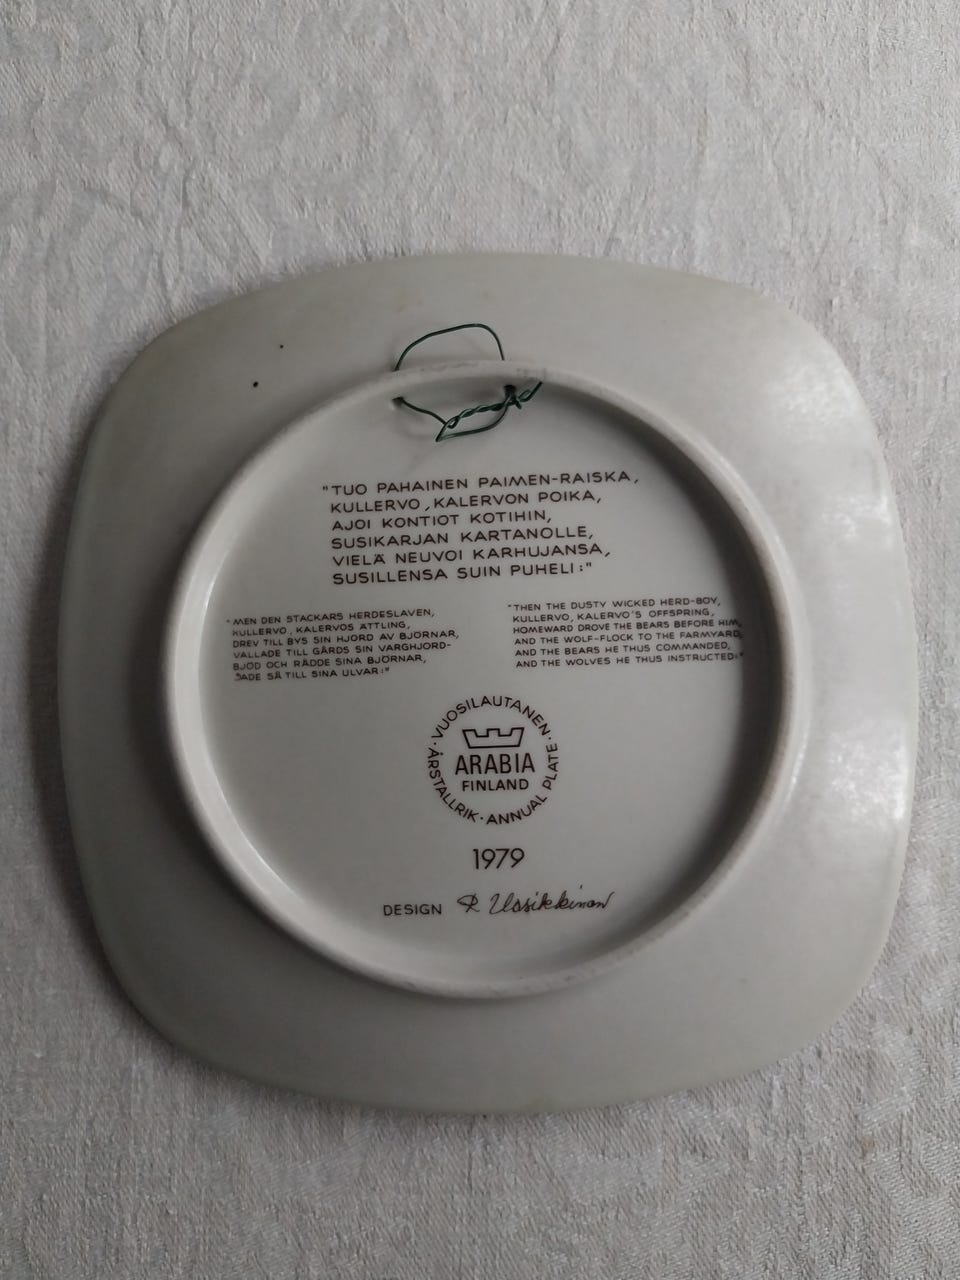 "TUO PAHAINEN PAIMEN-RAISKA,
KULLERVO, KALERVON POIKA,
AJOI KONTIOT KOTIHIN,
SUSIKARJAN KARTANOLLE,
VIELÄ NEUVOI KARHUJANSA,
SUSILLENSA SUIN PUHELI:"
"MEN DEN STACKARS HERDESLAVEN,
KULLERVO, KALERVOS ÄTTLING,
DREV TILL BYS SIN HJORD AV BJÖRNAR,
VALLADE TILL GÅRDS SIN VARGHJORD-
BJÖD OCH RÅDDE SINA BJÖRNAR,
SADE SÅ TILL SINA ULVAR:"
"THEN THE DUSTY WICKED HERD-BOY,
KULLERVO, KALERVO'S OFFSPRING,
HOMEWARD DROVE THE BEARS BEFORE HIM,
AND THE WOLF-FLOCK TO THE FARMYARD,
AND THE BEARS HE THUS COMMANDED,
AND THE WOLVES HE THUS INSTRUCTED:"
·VUOSILAUTANEN·
ARABIA
FINLAND
ÅRSTALLRIK·ANNUAL PLATE
1979
DESIGN R Uosikkinen